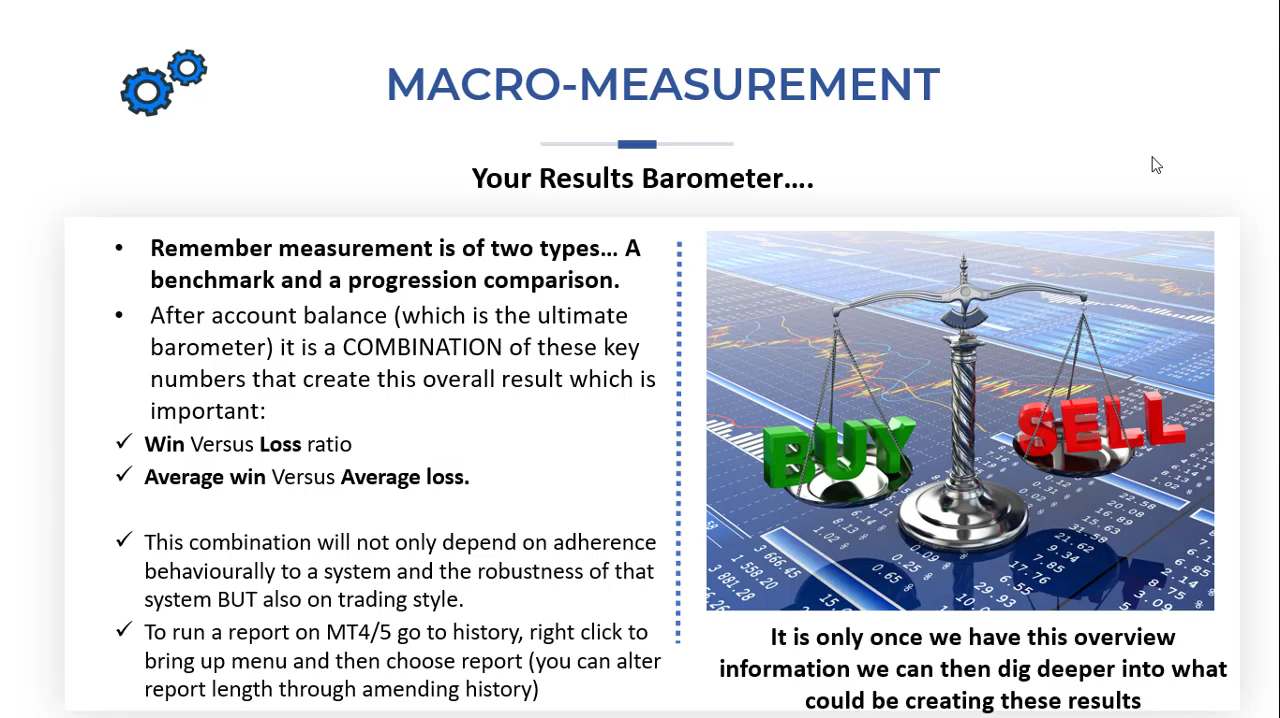 MACRO-MEASUREMENT
Your Results Barometer....
• Remember measurement is of two types... A
benchmark and a progression comparison.
• After account balance (which is the ultimate
barometer) it is a COMBINATION of these key
numbers that create this overall result which is
important:
✓ Win Versus Loss ratio
✓ Average win Versus Average loss.
✓ This combination will not only depend on adherence
behaviourally to a system and the robustness of that
system BUT also on trading style.
✓ To run a report on MT4/5 go to history, right click to
bring up menu and then choose report (you can alter
report length through amending history)
BUY
SELL
It is only once we have this overview
information we can then dig deeper into what
could be creating these results